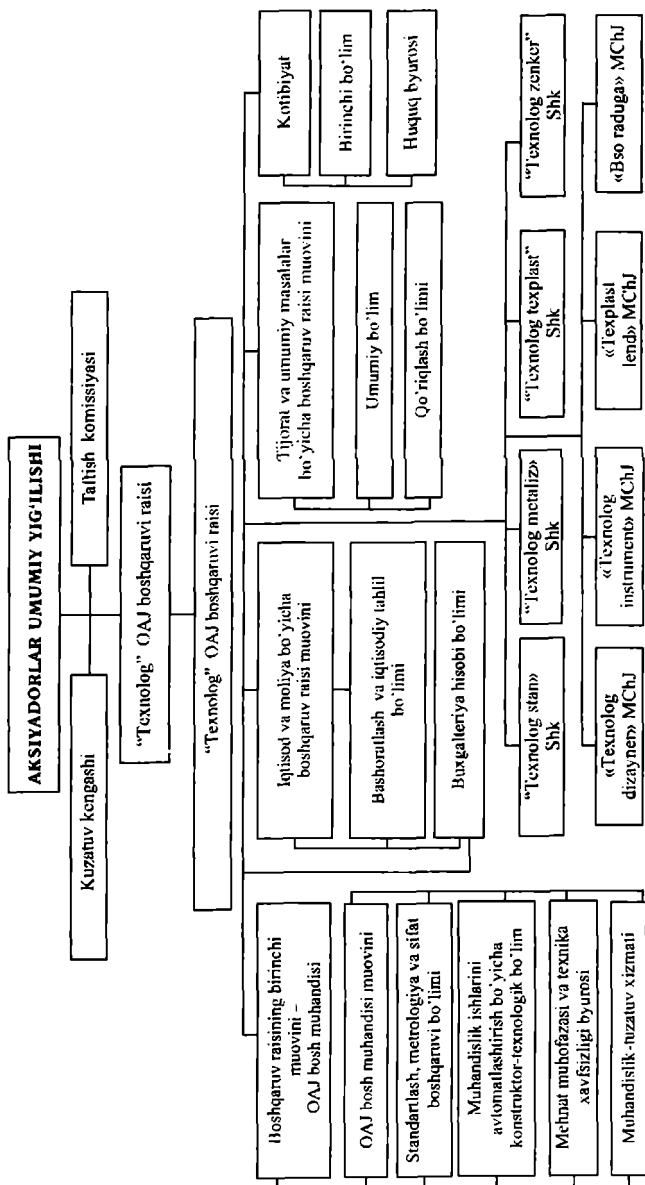 AKSIYADORLAR UMUMIY YIG'ILISHI
Kuzatuv kengashi
Taftish komissiyasi
"Texnolog" OAJ boshqaruvi raisi
"Texnolog" OAJ boshqaruvi raisi
Boshqaruv raisining birinchi
muovini –
OAJ bosh muhandisi
OAJ bosh muhandisi muovini
Standartlash, metrologiya va sifat
boshqaruvi bo'limi
Muhandislik ishlarini
avtomatlashtirish bo'yicha
konstruktor-texnologik bo'lim
Mehnat muhofazasi va texnika
xavfsizligi byurosi
Muhandislik-tuzatuv xizmati
Iqtisod va moliya bo'yicha
boshqaruv raisi muovini
Bashoratlash va iqtisodiy tahlil
bo'limi
Buxgalteriya hisobi bo'limi
Tijorat va umumiy masalalar
bo'yicha boshqaruv raisi muovini
Umumiy bo'lim
Qo'riqlash bo'limi
Kotibiyat
Birinchi bo'lim
Huquq byurosi
"Texnolog stan»
Shk
"Texnolog metaliz»
Shk
"Texnolog texplast"
Shk
"Texnolog zenker"
Shk
«Texnolog
dizayner» MChJ
«Texnolog
instrument» MChJ
«Texplast
lend» MChJ
«Bso raduga» MChJ